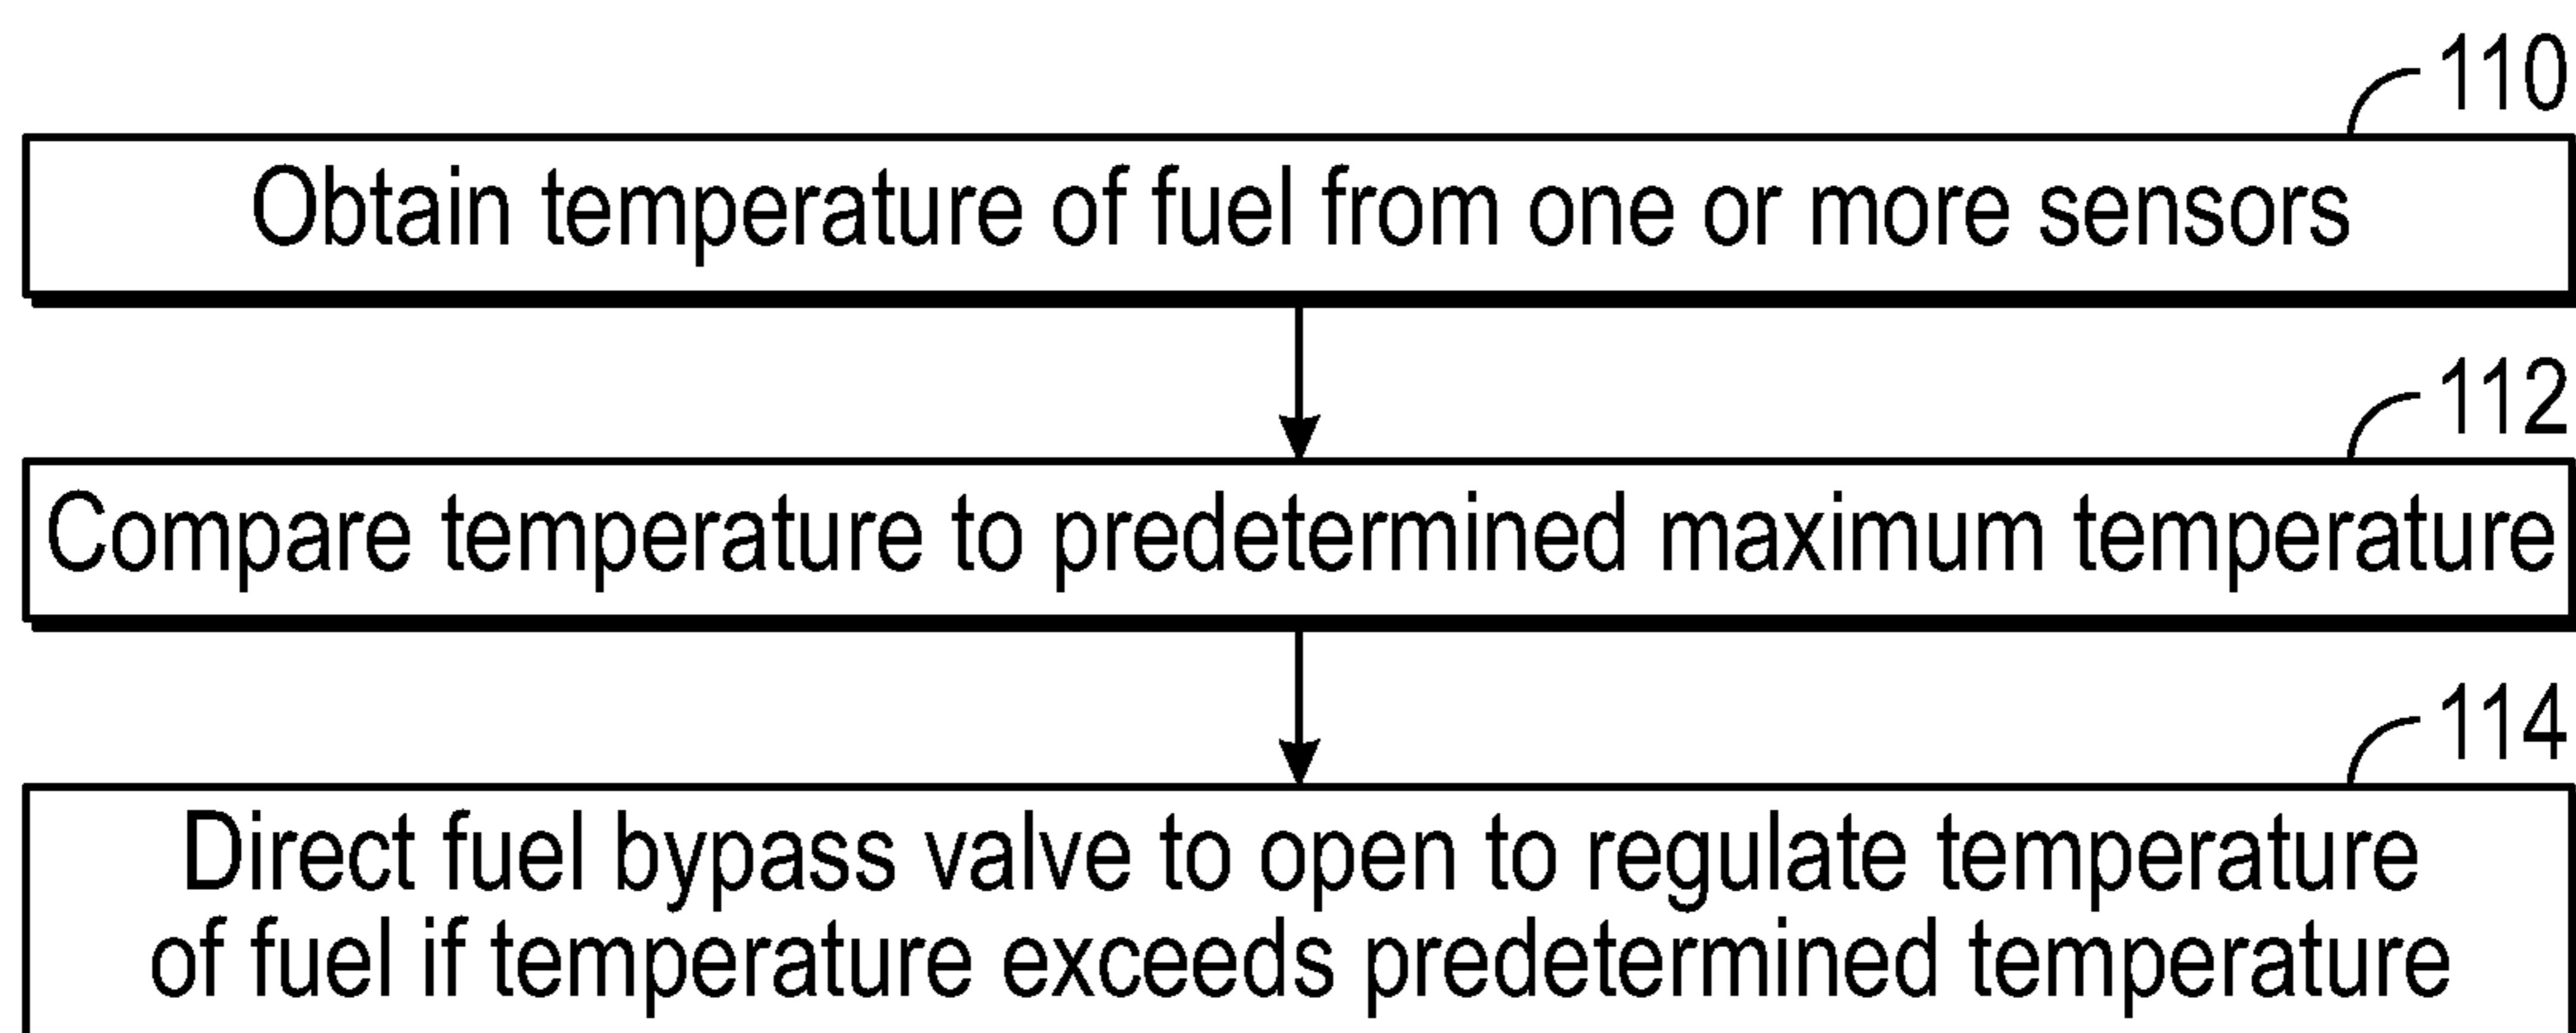 110
Obtain temperature of fuel from one or more sensors
112
Compare temperature to predetermined maximum temperature
114
Direct fuel bypass valve to open to regulate temperature
of fuel if temperature exceeds predetermined temperature